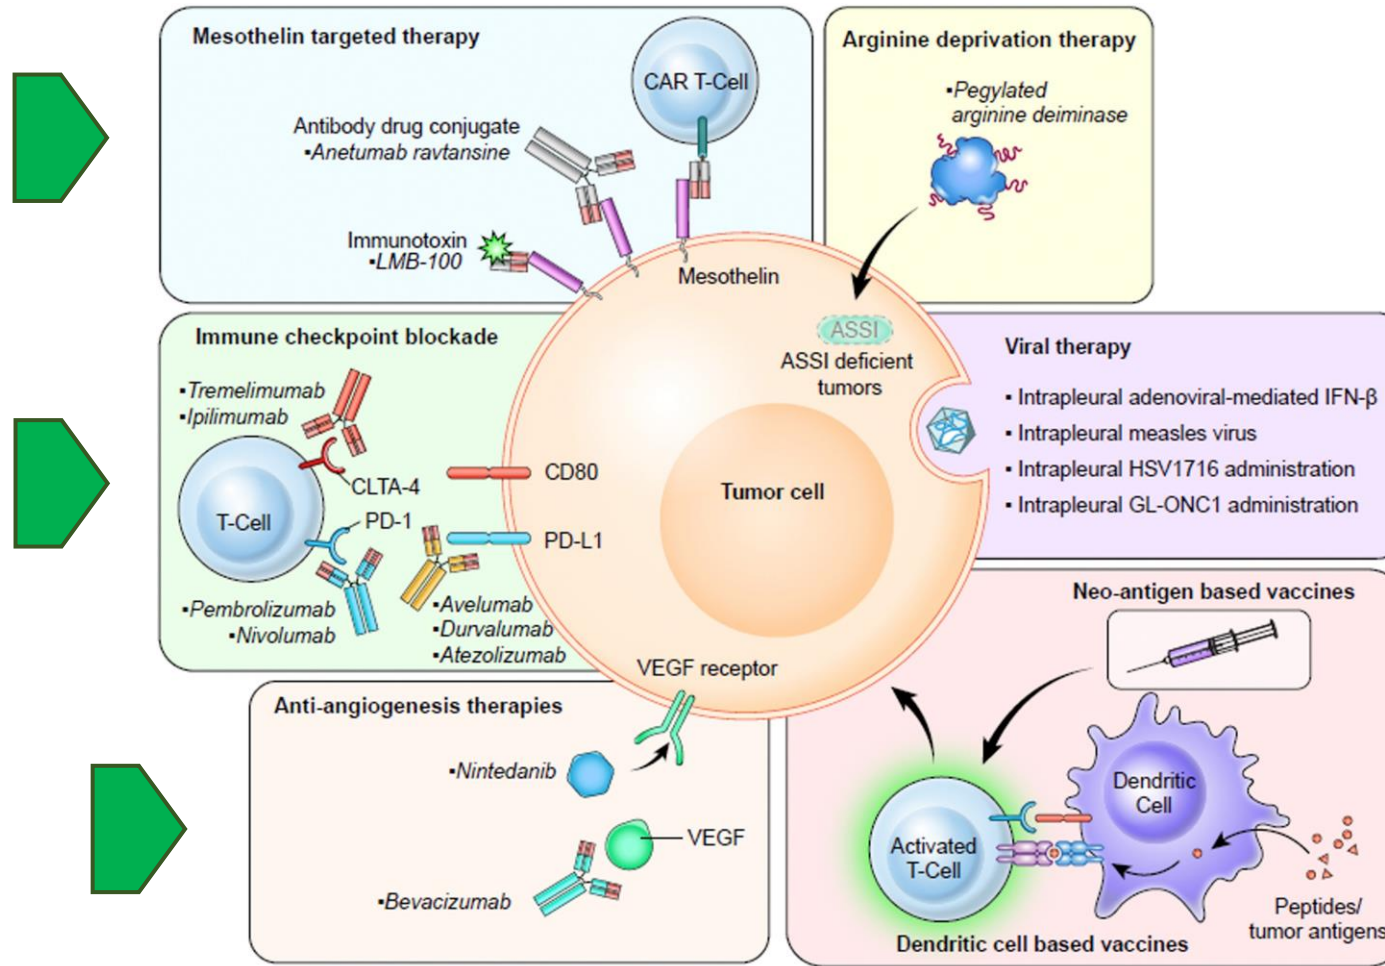 Mesothelin targeted therapy
CAR T-Cell
Antibody drug conjugate
▪Anetumab ravtansine
Immunotoxin
▪LMB-100
Mesothelin
Arginine deprivation therapy
▪Pegylated
arginine deiminase
ASSI
ASSI deficient
tumors
Immune checkpoint blockade
▪Tremelimumab
▪Ipilimumab
CLTA-4
T-Cell
PD-1
CD80
PD-L1
▪Pembrolizumab
▪Nivolumab
▪Avelumab
▪Durvalumab
▪Atezolizumab
Tumor cell
Viral therapy
▪ Intrapleural adenoviral-mediated IFN-β
▪ Intrapleural measles virus
▪ Intrapleural HSV1716 administration
▪ Intrapleural GL-ONC1 administration
VEGF receptor
Anti-angiogenesis therapies
▪Nintedanib
VEGF
▪Bevacizumab
Neo-antigen based vaccines
Dendritic
Cell
Activated
T-Cell
Peptides/
tumor antigens
Dendritic cell based vaccines